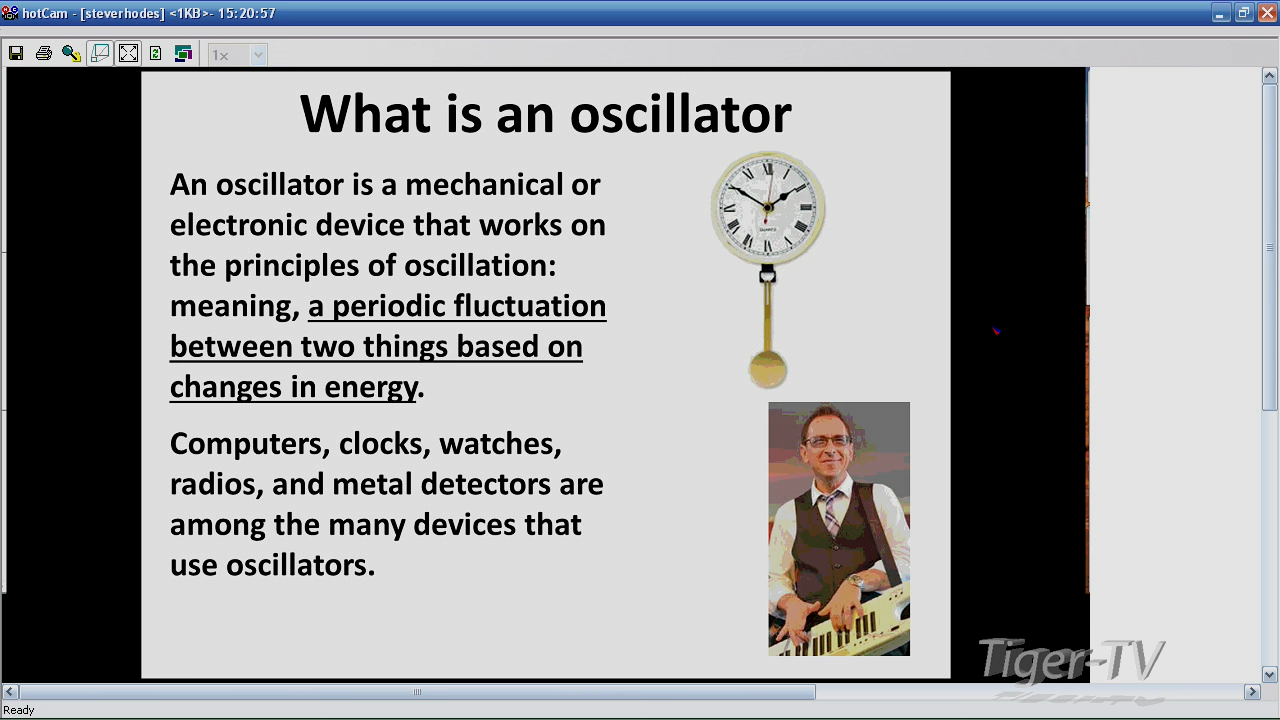 hotCam - [steverhodes] <1KB>- 15:20:57
1x
What is an oscillator
An oscillator is a mechanical or
electronic device that works on
the principles of oscillation:
meaning, a periodic fluctuation
between two things based on
changes in energy.
Computers, clocks, watches,
radios, and metal detectors are
among the many devices that
use oscillators.
QUARTZ
Tiger-TV
Ready